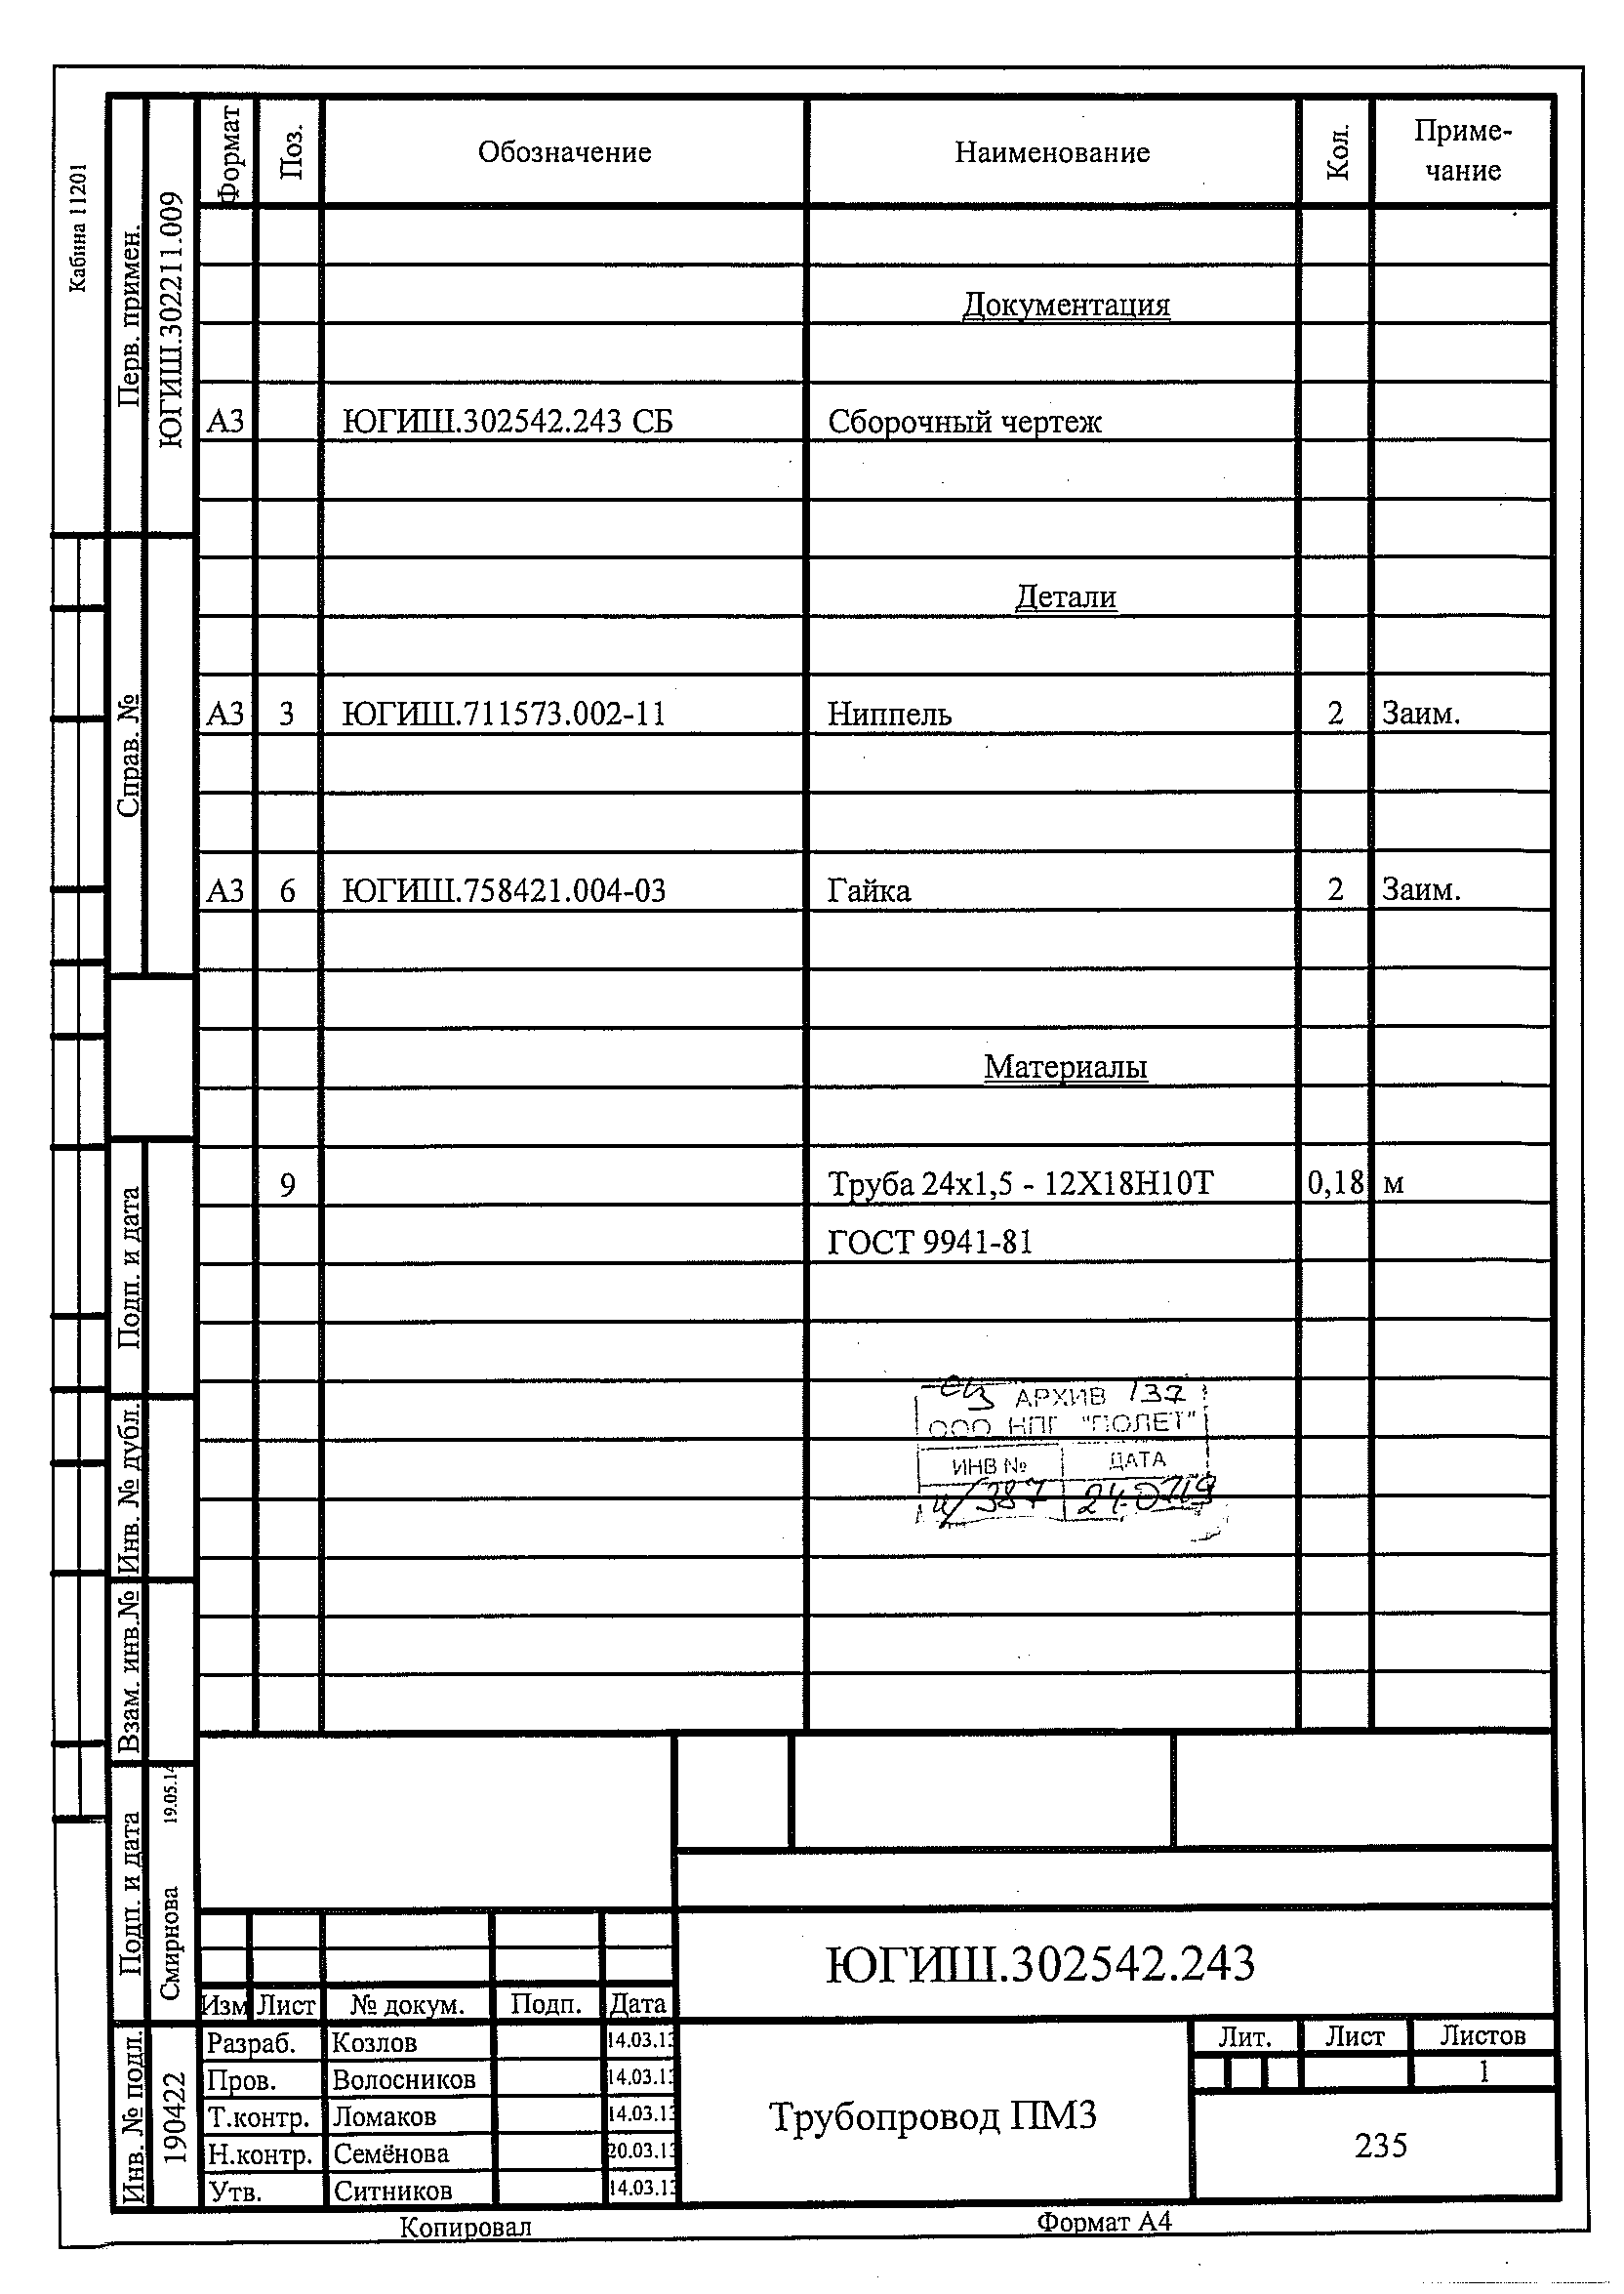 Кабина 11201
Перв. примен.
ЮГИШ.302211.009
Справ. №
Подп. и дата
Инв. № дубл.
Взам. инв.№
Подп. и дата
Смирнова 19.05.14
Инв. № подл.
190422
Формат Поз. Обозначение Наименование Кол. Приме-
чание
Документация
А3 ЮГИШ.302542.243 СБ Сборочный чертеж
Детали
А3 3 ЮГИШ.711573.002-11 Ниппель 2 Заим.
А3 6 ЮГИШ.758421.004-03 Гайка 2 Заим.
Материалы
9 Труба 24х1,5 - 12Х18Н10Т 0,18 м
ГОСТ 9941-81
АРХИВ 137
ООО НПГ "ПОЛЕТ"
ИНВ № ДАТА
ЮГИШ.302542.243
Изм Лист № докум. Подп. Дата
Разраб. Козлов 14.03.13
Пров. Волосников 14.03.13
Т.контр. Ломаков 14.03.13
Н.контр. Семёнова 20.03.13
Утв. Ситников 14.03.13
Трубопровод ПМ3
Лит. Лист Листов
1
235
Копировал Формат А4